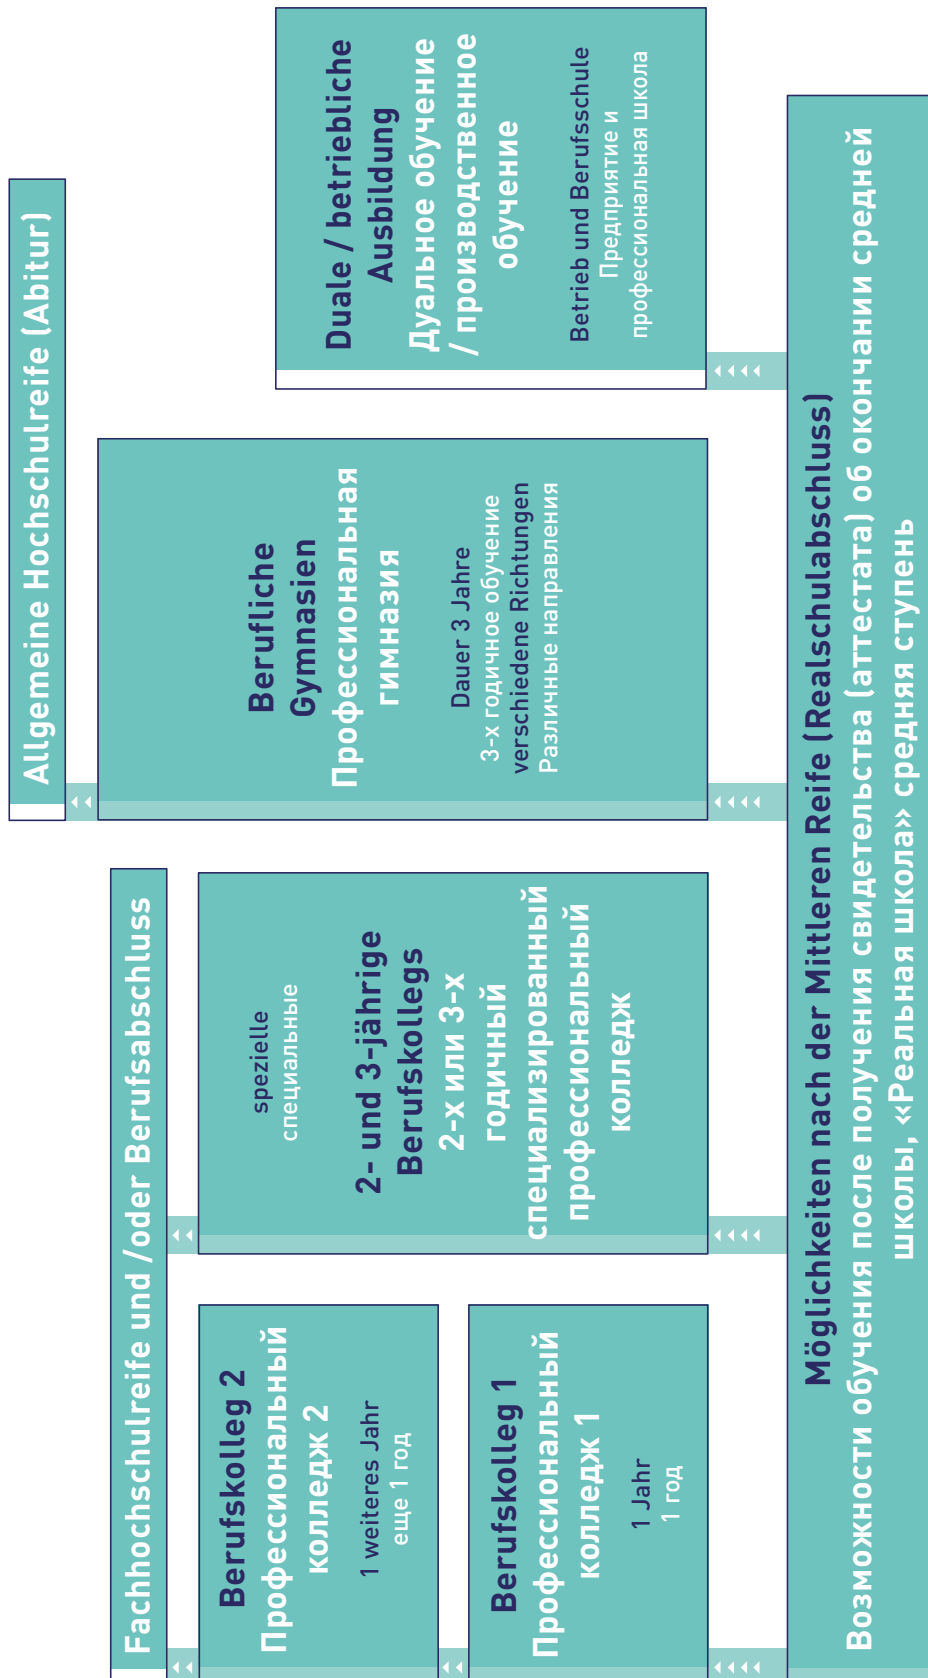 Allgemeine Hochschulreife (Abitur)
Fachhochschulreife und /oder Berufsabschluss
Berufskolleg 2
Профессиональный
колледж 2
1 weiteres Jahr
еще 1 год
Berufskolleg 1
Профессиональный
колледж 1
1 Jahr
1 год
spezielle
специальные
2- und 3-jährige
Berufskollegs
2-х или 3-х
годичный
специализированный
профессиональный
колледж
Berufliche
Gymnasien
Профессиональная
гимназия
Dauer 3 Jahre
3-х годичное обучение
verschiedene Richtungen
Различные направления
Duale / betriebliche
Ausbildung
Дуальное обучение
/ производственное
обучение
Betrieb und Berufsschule
Предприятие и
профессиональная школа
Möglichkeiten nach der Mittleren Reife (Realschulabschluss)
Возможности обучения после получения свидетельства (аттестата) об окончании средней
школы, «Реальная школа» средняя ступень